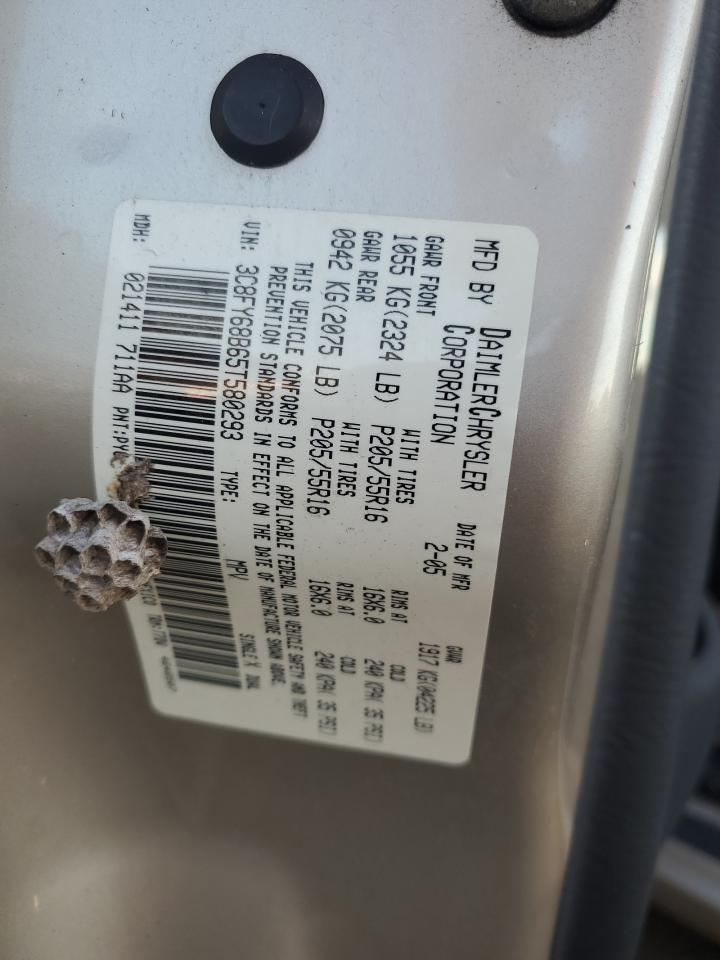 MFD BY DAIMLERCHRYSLER CORPORATION
DATE OF MFR 2-05
GVWR 1917 KG(04225 LB)
GAWR FRONT WITH TIRES RIMS AT COLD
1055 KG(2324 LB) P205/55R16 16X6.0 240 KPA( 35 PSI)
GAWR REAR WITH TIRES RIMS AT COLD
0942 KG(2075 LB) P205/55R16 16X6.0 240 KPA( 35 PSI)
THIS VEHICLE CONFORMS TO ALL APPLICABLE FEDERAL MOTOR VEHICLE SAFETY AND THEFT
PREVENTION STANDARDS IN EFFECT ON THE DATE OF MANUFACTURE SHOWN ABOVE.
VIN: 3C8FY68B65T580293 TYPE: MPV SINGLE X DUAL
MDH: 021411 711AA PNT: